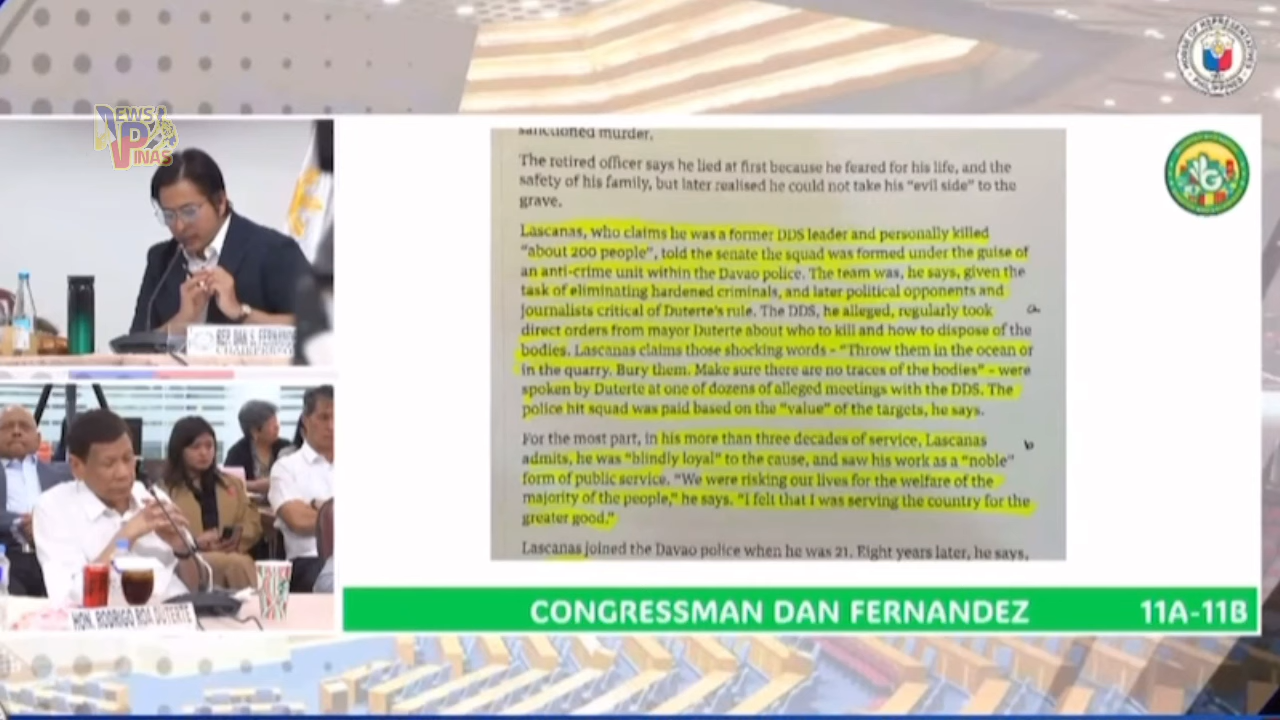 NEWS
PINAS
HOUSE OF REPRESENTATIVES
PHILIPPINES
sanctioned murder.
The retired officer says he lied at first because he feared for his life, and the
safety of his family, but later realised he could not take his “evil side” to the
grave.
Lascanas, who claims he was a former DDS leader and personally killed
“about 200 people”, told the senate the squad was formed under the guise of
an anti-crime unit within the Davao police. The team was, he says, given the
task of eliminating hardened criminals, and later political opponents and
journalists critical of Duterte's rule. The DDS, he alleged, regularly took
a
direct orders from mayor Duterte about who to kill and how to dispose of the
bodies. Lascanas claims those shocking words – “Throw them in the ocean or
in the quarry. Bury them. Make sure there are no traces of the bodies” – were
spoken by Duterte at one of dozens of alleged meetings with the DDS. The
police hit squad was paid based on the “value” of the targets, he says.
For the most part, in his more than three decades of service, Lascanas
b
admits, he was “blindly loyal” to the cause, and saw his work as a “noble”
form of public service. “We were risking our lives for the welfare of the
majority of the people,” he says. “I felt that I was serving the country for the
greater good.”
Lascanas joined the Davao police when he was 21. Eight years later, he says,
REP. DAN S. FERNANDEZ
HON. RODRIGO ROA DUTERTE
CONGRESSMAN DAN FERNANDEZ
11A-11B